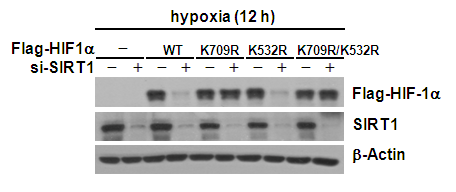 hypoxia (12 h)
Flag-HIF1α – WT K709R K532R K709R/K532R
si-SIRT1 – + – + – + – + – +
Flag-HIF-1α
SIRT1
β-Actin